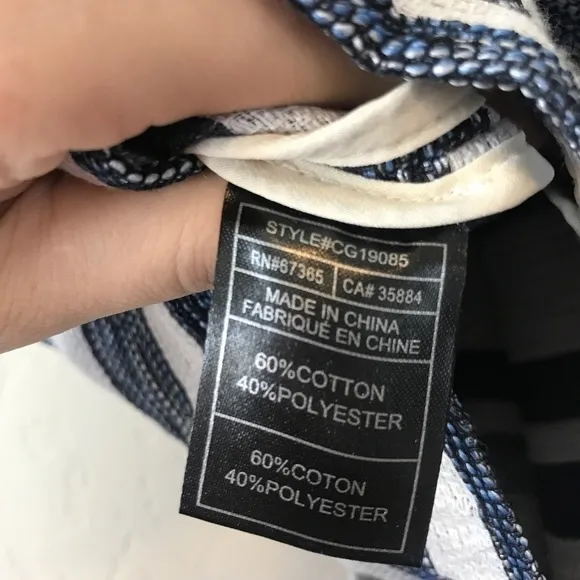 STYLE#CG19085
RN#67365 CA# 35884
MADE IN CHINA
FABRIQUÉ EN CHINE
60%COTTON
40%POLYESTER
60%COTON
40%POLYESTER